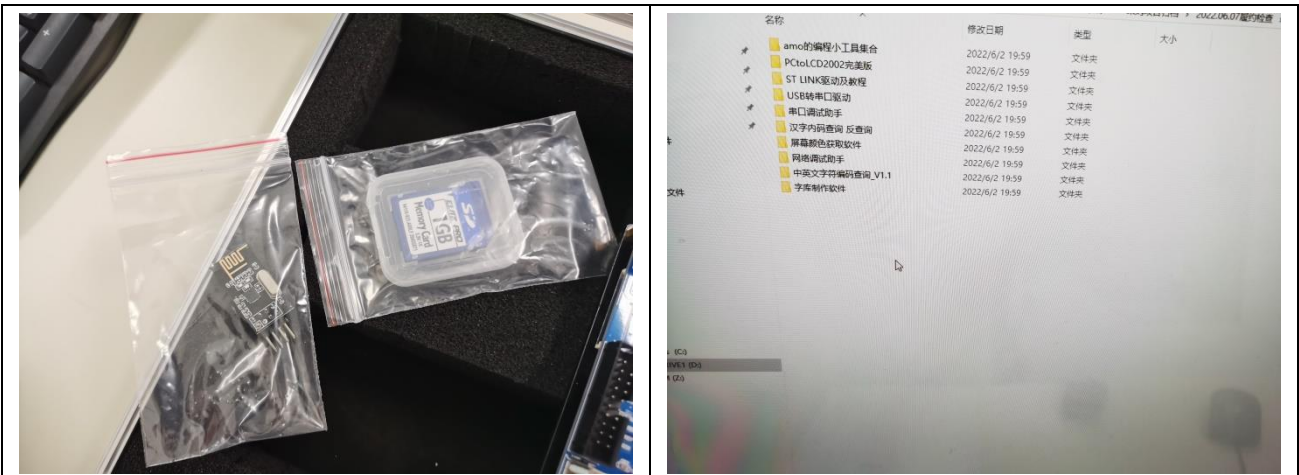 SD
1GB
Memory Card
2022.06.07履约检查
名称
修改日期
类型
大小
amo的编程小工具集合
2022/6/2 19:59
文件夹
PCtoLCD2002完美版
2022/6/2 19:59
文件夹
ST LINK驱动及教程
2022/6/2 19:59
文件夹
USB转串口驱动
2022/6/2 19:59
文件夹
串口调试助手
2022/6/2 19:59
文件夹
汉字内码查询 反查询
2022/6/2 19:59
文件夹
屏幕颜色获取软件
2022/6/2 19:59
文件夹
网络调试助手
2022/6/2 19:59
文件夹
中英文字符编码查询_V1.1
2022/6/2 19:59
文件夹
字库制作软件
2022/6/2 19:59
文件夹
文件
(C:)
(D:)
(Z:)